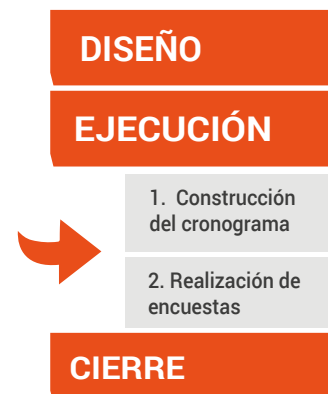 DISEÑO
EJECUCIÓN
1. Construcción
del cronograma
2. Realización de
encuestas
CIERRE